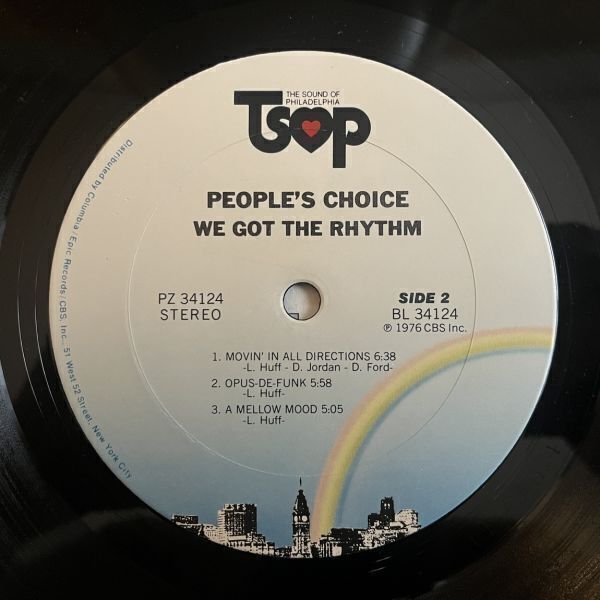 THE SOUND OF
PHILADELPHIA
TSOP
PEOPLE'S CHOICE
WE GOT THE RHYTHM
PZ 34124
STEREO
SIDE 2
BL 34124
℗ 1976 CBS Inc.
1. MOVIN' IN ALL DIRECTIONS 6:38
-L. Huff - D. Jordan - D. Ford-
2. OPUS-DE-FUNK 5:58
-L. Huff-
3. A MELLOW MOOD 5:05
-L. Huff-
Distributed by Columbia/Epic Records/CBS, Inc., 51 West 52 Street, New York City